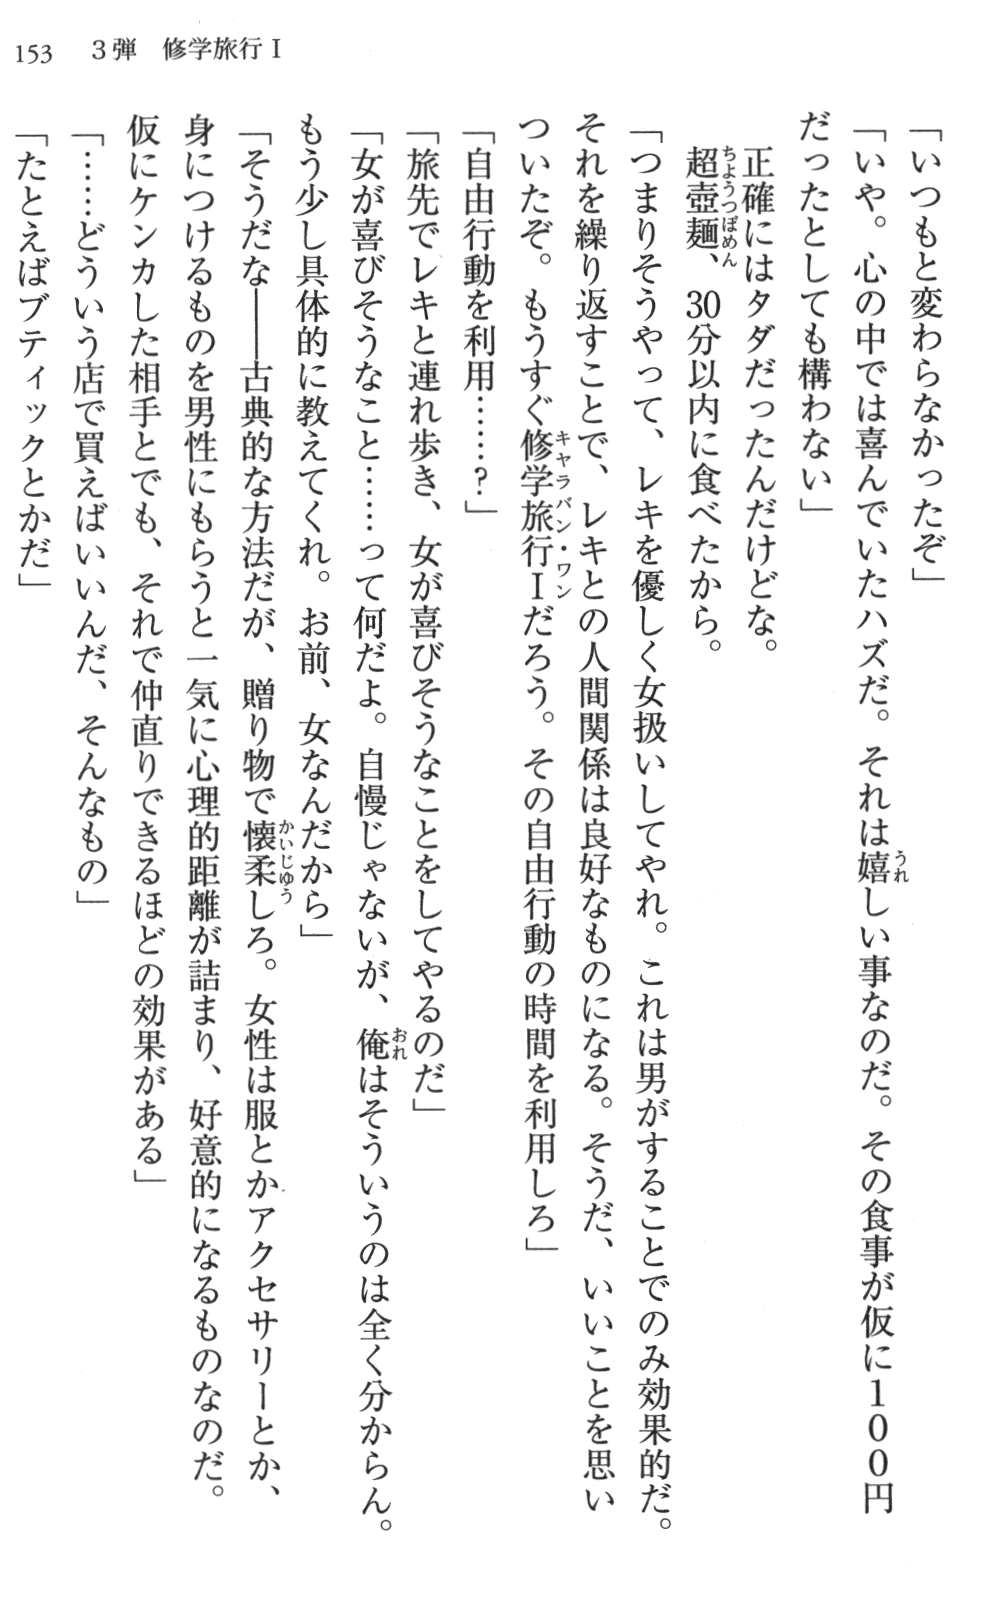 153　3弾　修学旅行Ⅰ
「いつもと変わらなかったぞ」
「いや。心の中では喜んでいたハズだ。それは嬉しい事なのだ。その食事が仮に１００円
だったとしても構わない」
　正確にはタダだったんだけどな。
　超壺麺、30分以内に食べたから。
「つまりそうやって、レキを優しく女扱いしてやれ。これは男がすることでのみ効果的だ。
それを繰り返すことで、レキとの人間関係は良好なものになる。そうだ、いいことを思い
ついたぞ。もうすぐ修学旅行Ⅰだろう。その自由行動の時間を利用しろ」
「自由行動を利用……？」
「旅先でレキと連れ歩き、女が喜びそうなことをしてやるのだ」
「女が喜びそうなこと……って何だよ。自慢じゃないが、俺はそういうのは全く分からん。
もう少し具体的に教えてくれ。お前、女なんだから」
「そうだな――古典的な方法だが、贈り物で懐柔しろ。女性は服とかアクセサリーとか、
身につけるものを男性にもらうと一気に心理的距離が詰まり、好意的になるものなのだ。
仮にケンカした相手とでも、それで仲直りできるほどの効果がある」
「……どういう店で買えばいいんだ、そんなもの」
「たとえばブティックとかだ」